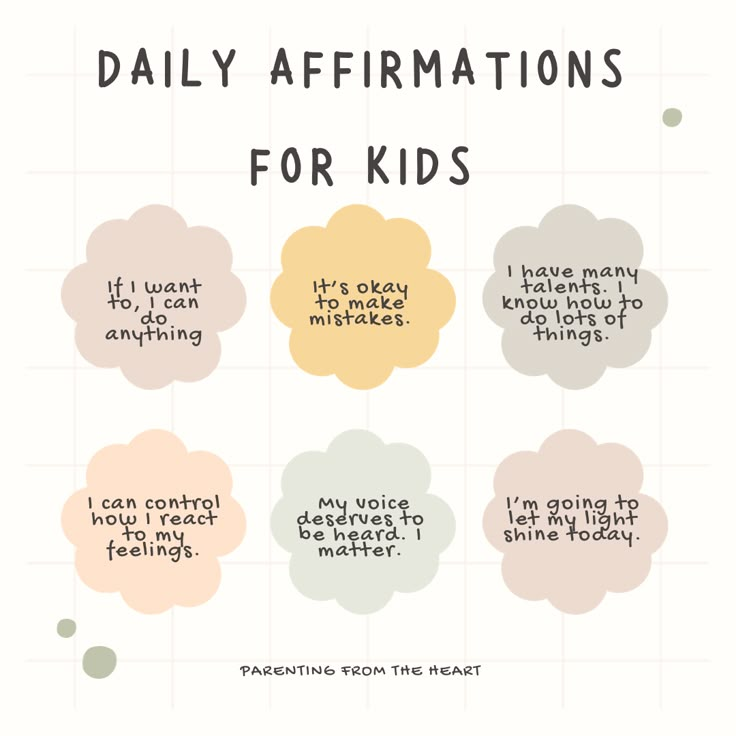 DAILY AFFIRMATIONS
FOR KIDS
If I want
to, I can
do
anything
It's okay
to make
mistakes.
I have many
talents. I
know how to
do lots of
things.
I can control
how I react
to my
feelings.
My voice
deserves to
be heard. I
matter.
I'm going to
let my light
shine today.
PARENTING FROM THE HEART